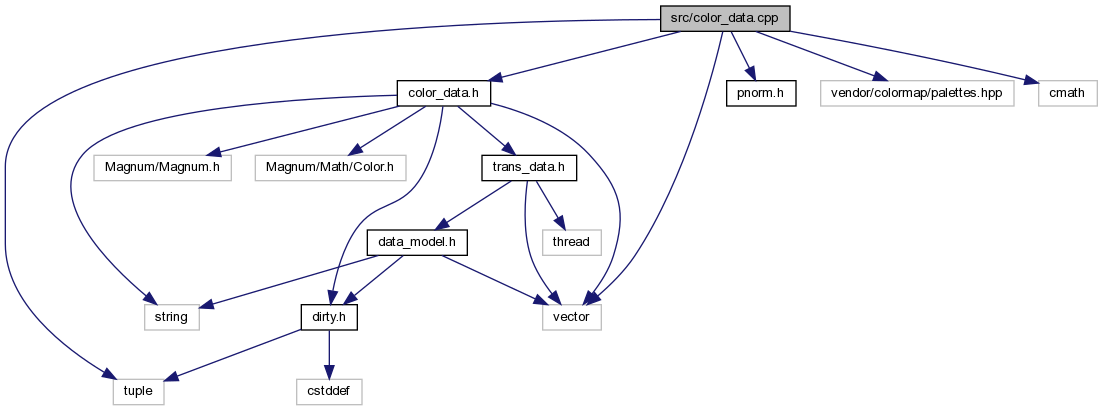 src/color_data.cpp
color_data.h
pnorm.h
vendor/colormap/palettes.hpp
cmath
Magnum/Magnum.h
Magnum/Math/Color.h
trans_data.h
data_model.h
thread
string
dirty.h
vector
tuple
cstddef